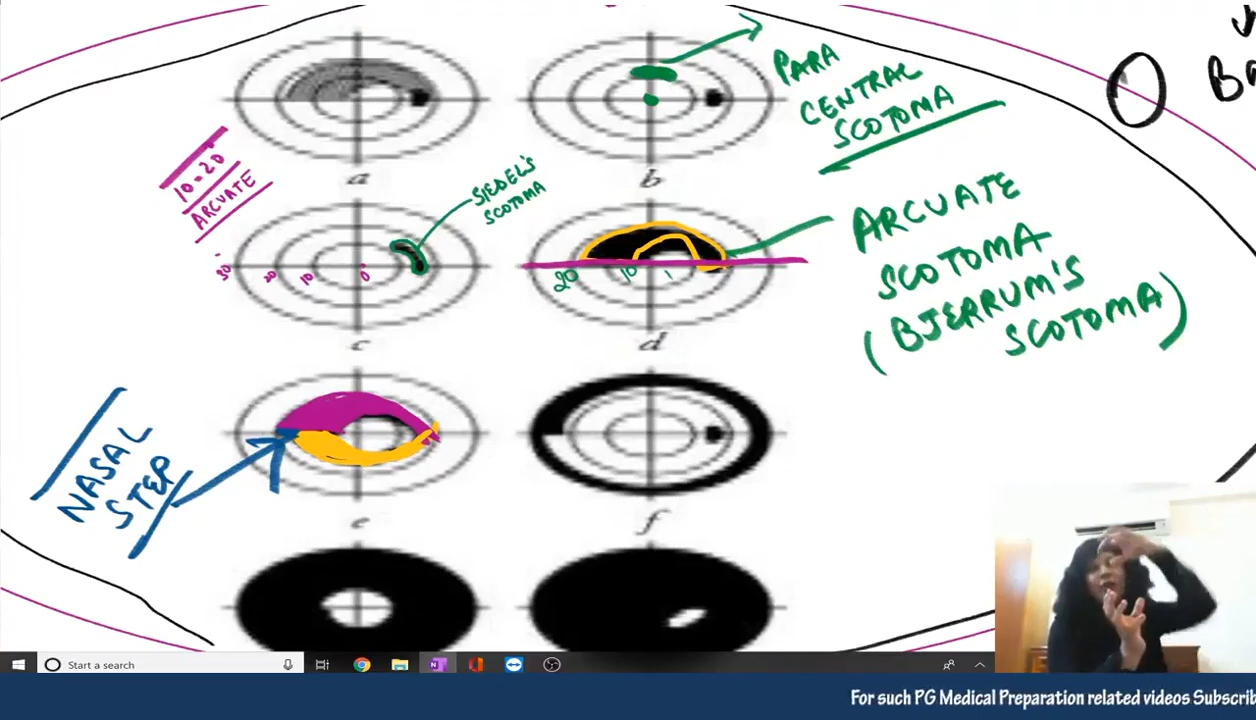 a
b
PARA
CENTRAL
SCOTOMA
10-20°
ARCUATE
SIEDEL'S
SCOTOMA
30° 20 10 0°
c
20 10 1
d
ARCUATE
SCOTOMA
(BJERRUM'S
SCOTOMA)
NASAL
STEP
e
f
Start a search
For such PG Medical Preparation related videos Subscrib